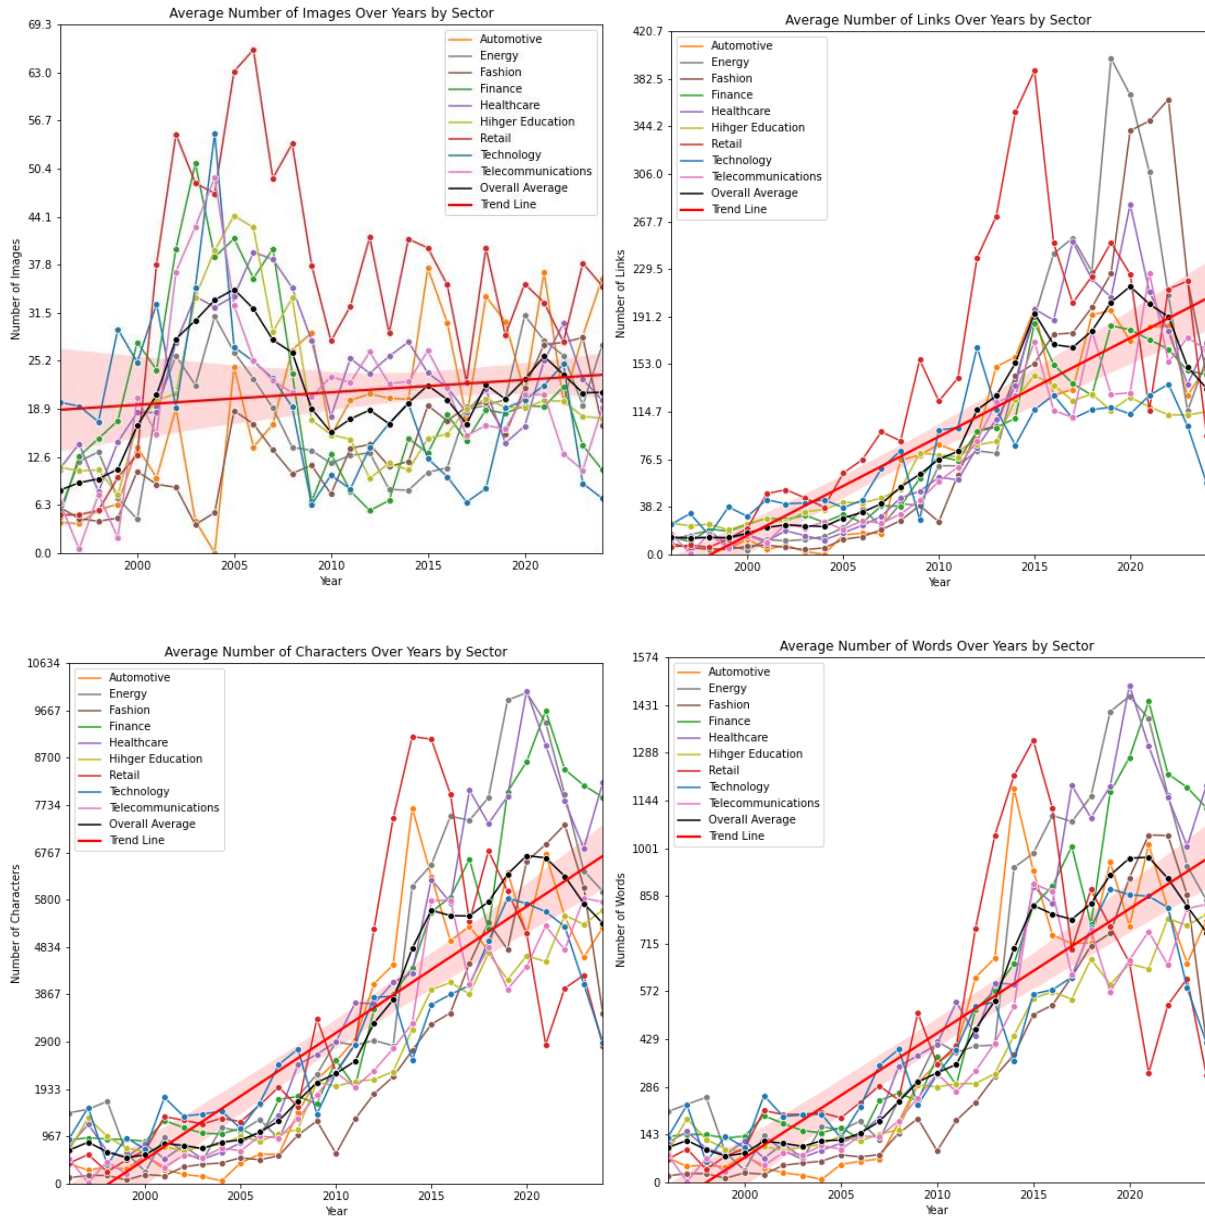 Average Number of Images Over Years by Sector
69.3
63.0
56.7
50.4
44.1
37.8
31.5
25.2
18.9
12.6
6.3
0.0
Number of Images
Automotive
Energy
Fashion
Finance
Healthcare
Hihger Education
Retail
Technology
Telecommunications
Overall Average
Trend Line
2000
2005
2010
2015
2020
Year
Average Number of Links Over Years by Sector
420.7
382.5
344.2
306.0
267.7
229.5
191.2
153.0
114.7
76.5
38.2
0.0
Number of Links
Automotive
Energy
Fashion
Finance
Healthcare
Hihger Education
Retail
Technology
Telecommunications
Overall Average
Trend Line
2000
2005
2010
2015
2020
Year
Average Number of Characters Over Years by Sector
10634
9667
8700
7734
6767
5800
4834
3867
2900
1933
967
0
Number of Characters
Automotive
Energy
Fashion
Finance
Healthcare
Hihger Education
Retail
Technology
Telecommunications
Overall Average
Trend Line
2000
2005
2010
2015
2020
Year
Average Number of Words Over Years by Sector
1574
1431
1288
1144
1001
858
715
572
429
286
143
0
Number of Words
Automotive
Energy
Fashion
Finance
Healthcare
Hihger Education
Retail
Technology
Telecommunications
Overall Average
Trend Line
2000
2005
2010
2015
2020
Year